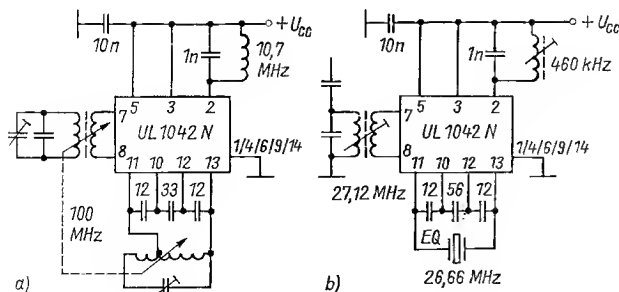 + U_CC
10n
1n
10,7
MHz
5
3
2
7
UL 1042 N
8
1/4/6/9/14
11
10
12
13
12
33
12
100
MHz
a)
+ U_CC
10n
1n
460 kHz
5
3
2
7
UL 1042 N
8
1/4/6/9/14
11
10
12
13
27,12 MHz
12
56
12
EQ
26,66 MHz
b)